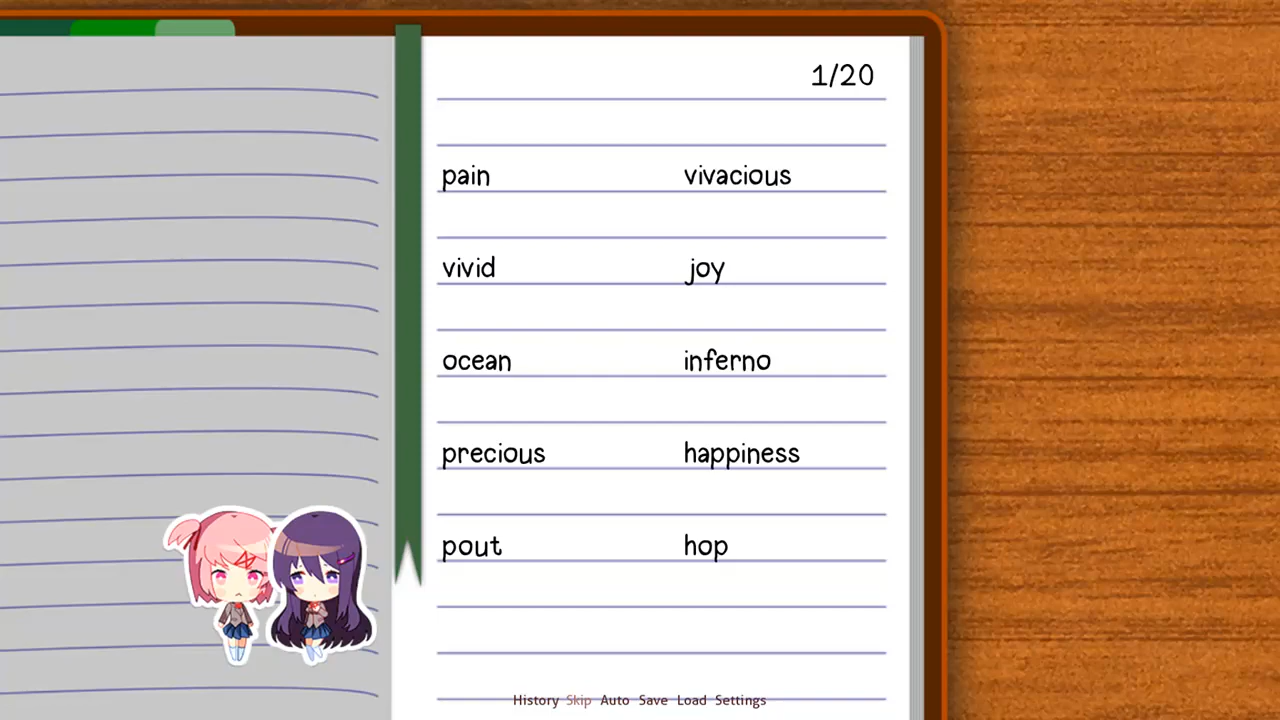 1/20
pain vivacious
vivid joy
ocean inferno
precious happiness
pout hop
History Skip Auto Save Load Settings